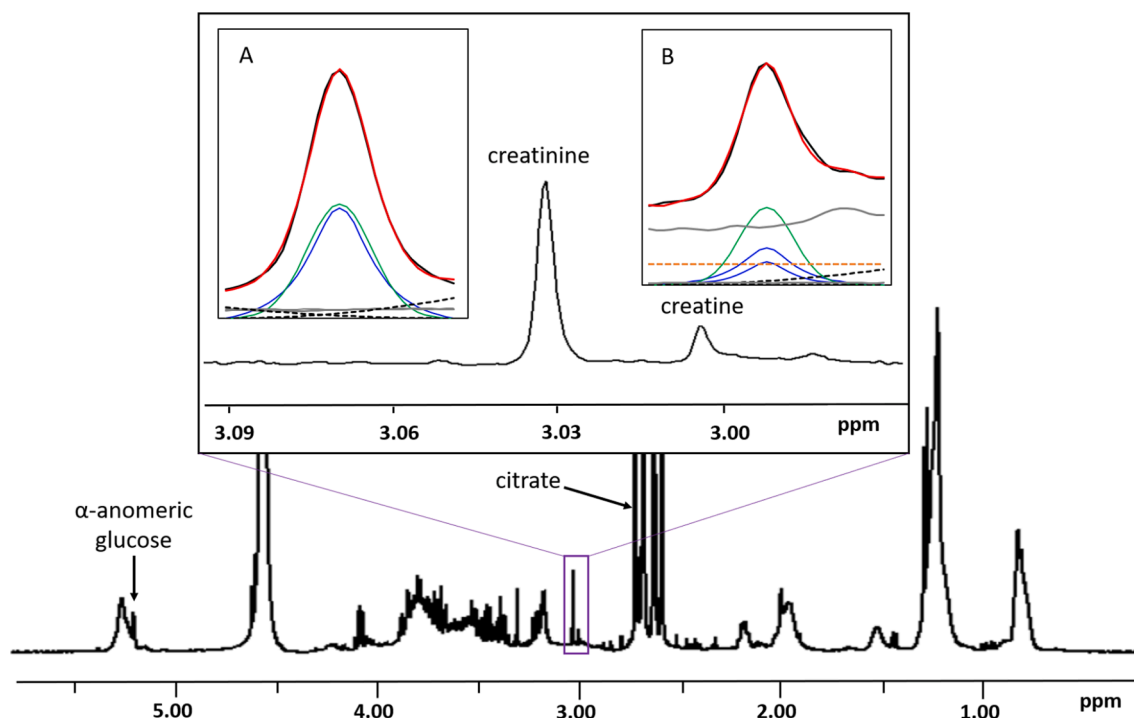 A
B
creatinine
creatine
3.09
3.06
3.03
3.00
ppm
citrate
α-anomeric
glucose
5.00
4.00
3.00
2.00
1.00
ppm